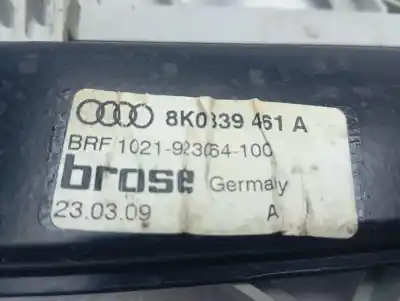 8K0839 461 A
BRF 1021-923064-100
brose Germany
23.03.09 A